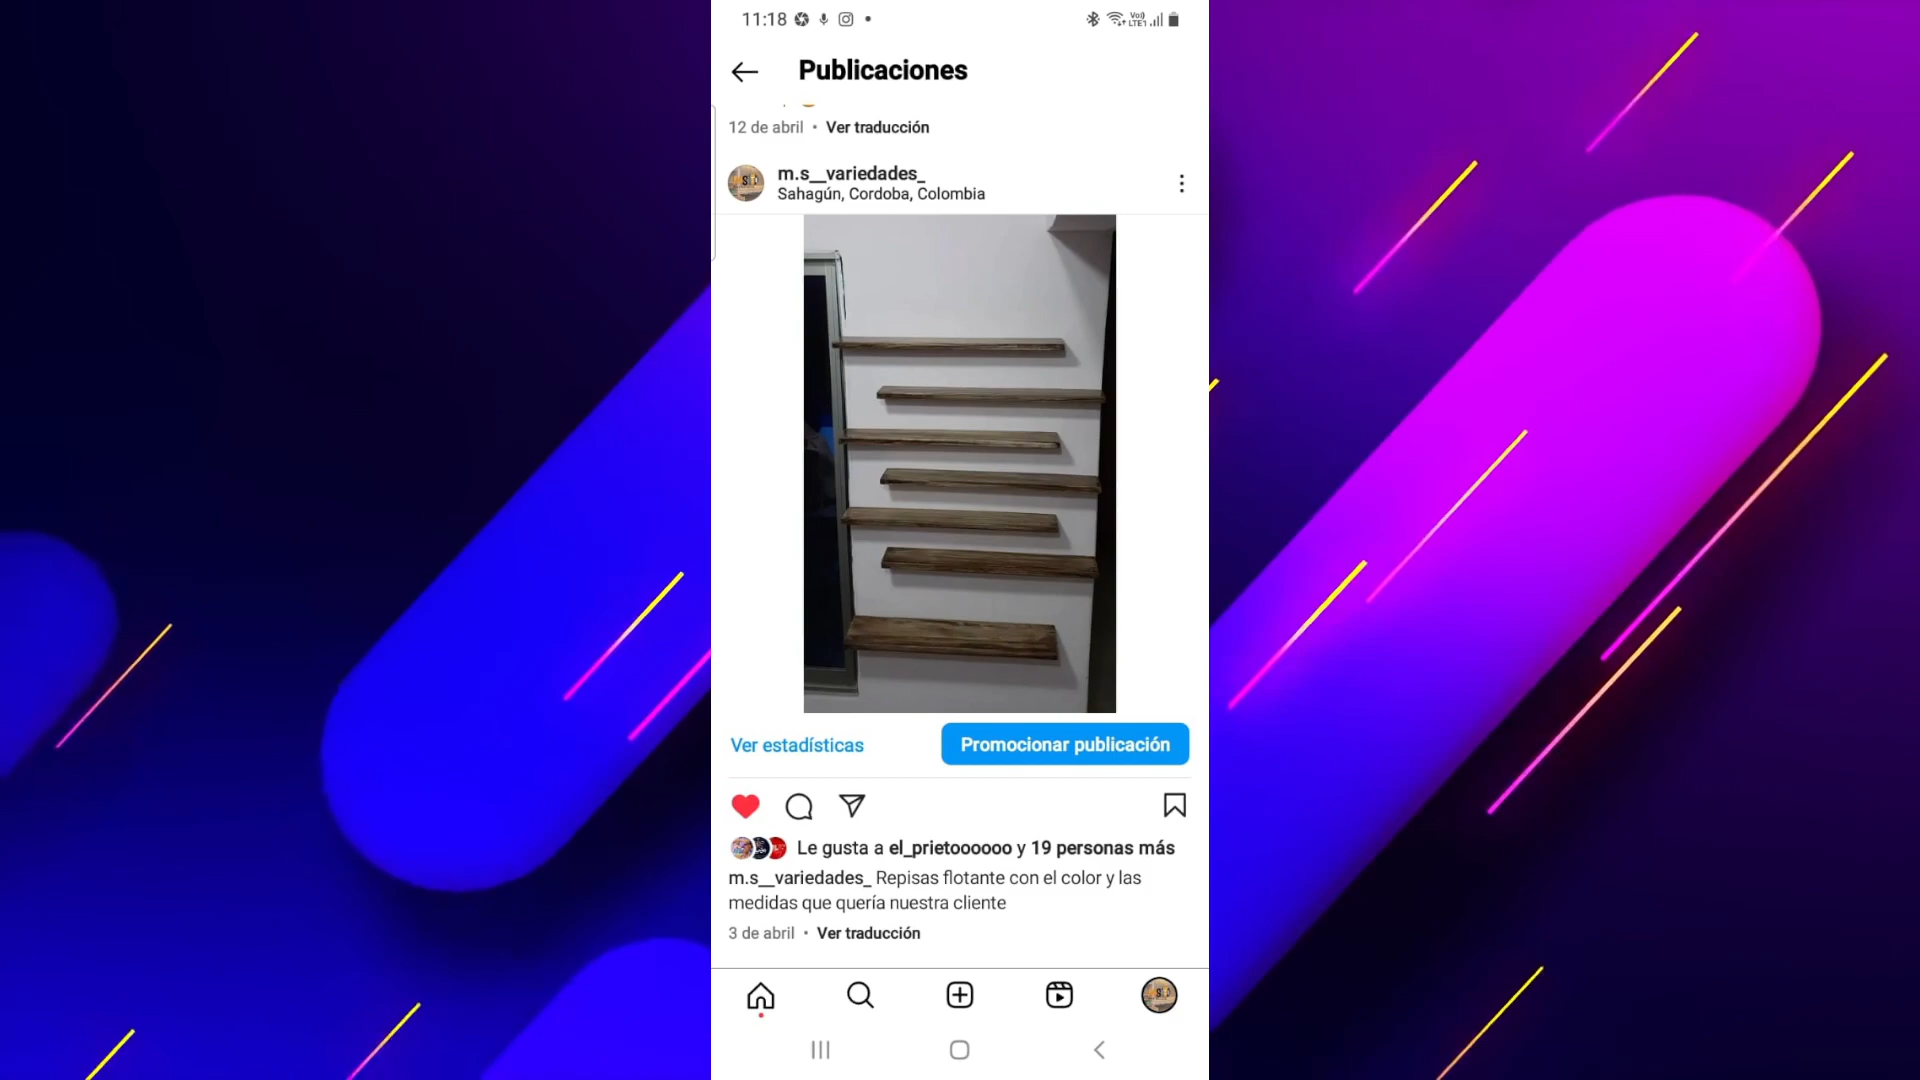 11:18
Publicaciones
12 de abril • Ver traducción
m.s__variedades_
Sahagún, Cordoba, Colombia
Ver estadísticas
Promocionar publicación
Le gusta a el_prietoooooo y 19 personas más
m.s__variedades_ Repisas flotante con el color y las
medidas que quería nuestra cliente
3 de abril • Ver traducción